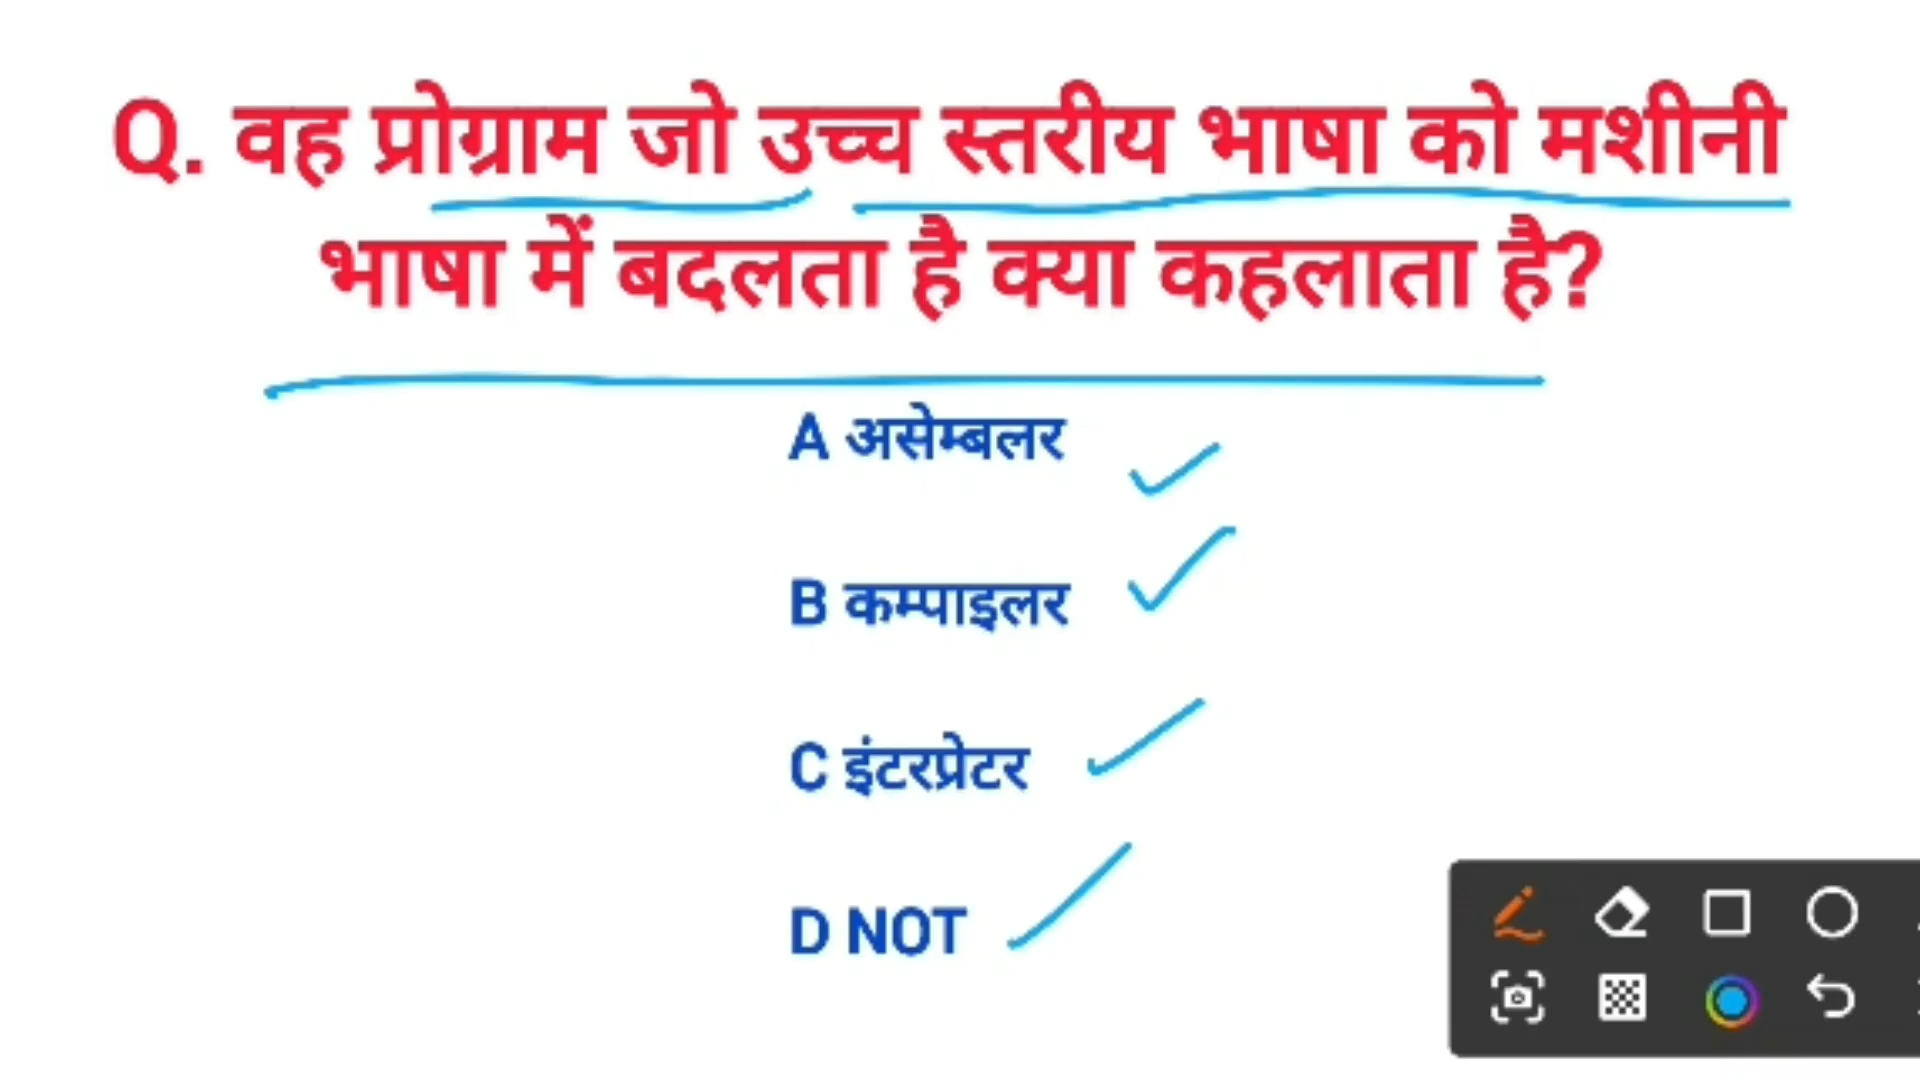 Q. वह प्रोग्राम जो उच्च स्तरीय भाषा को मशीनी
भाषा में बदलता है क्या कहलाता है?
A असेम्बलर
B कम्पाइलर
C इंटरप्रेटर
D NOT